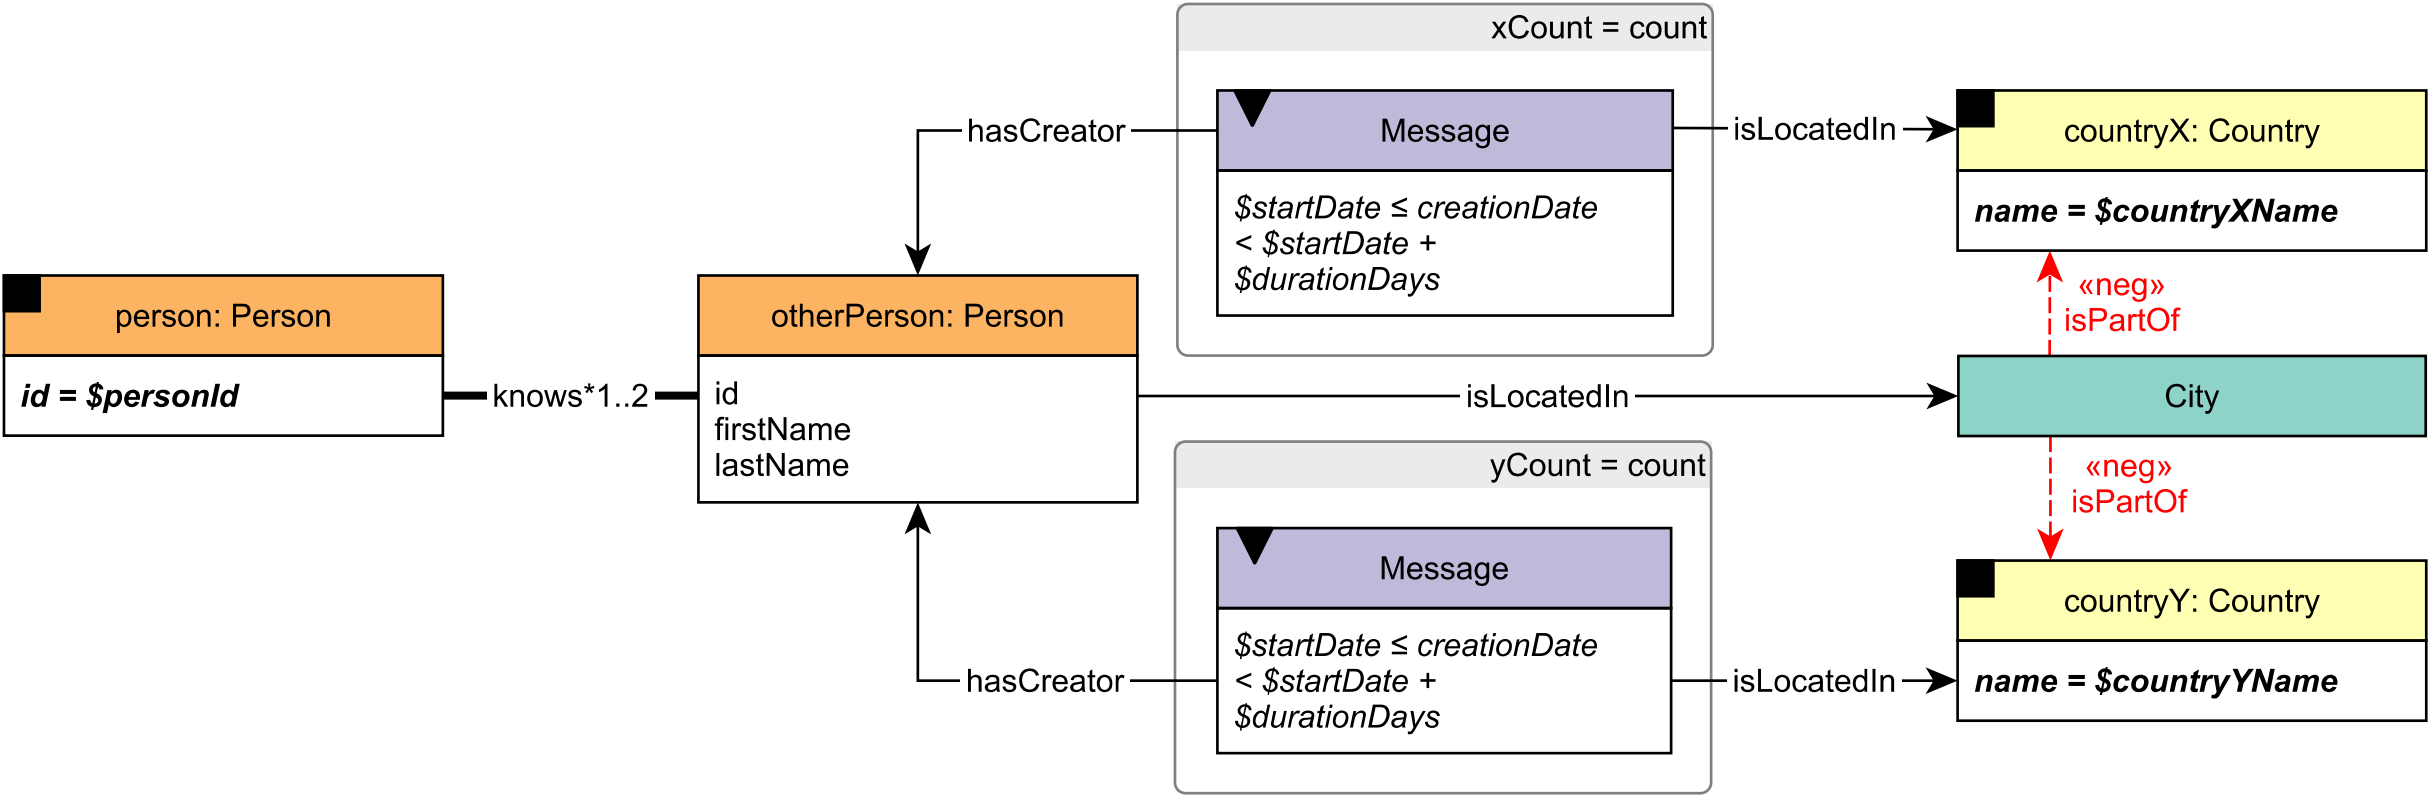 xCount = count
hasCreator
Message
isLocatedIn
countryX: Country
$startDate ≤ creationDate
< $startDate +
$durationDays
name = $countryXName
«neg»
isPartOf
person: Person
otherPerson: Person
id = $personId
knows*1..2
id
firstName
lastName
isLocatedIn
City
yCount = count
«neg»
isPartOf
Message
countryY: Country
$startDate ≤ creationDate
< $startDate +
$durationDays
hasCreator
isLocatedIn
name = $countryYName